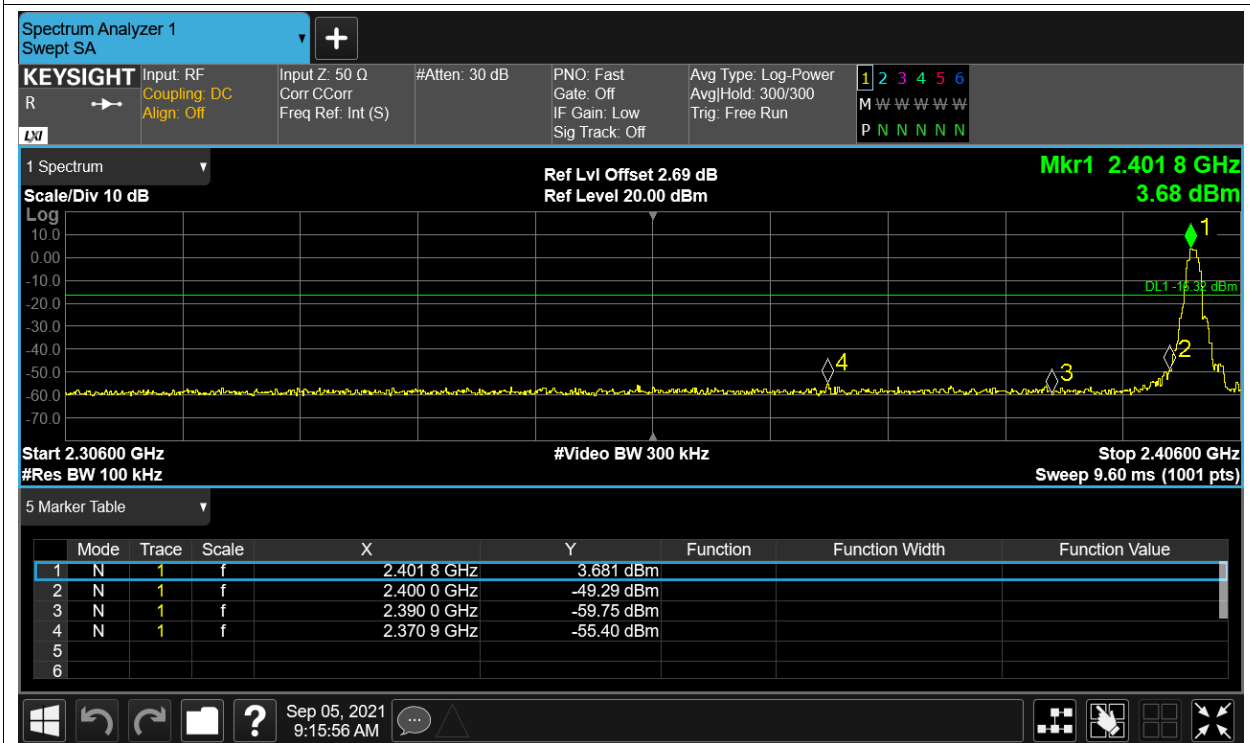 Spectrum Analyzer 1
Swept SA
+
KEYSIGHT Input: RF Input Z: 50 Ω #Atten: 30 dB PNO: Fast Avg Type: Log-Power 1 2 3 4 5 6
R Coupling: DC Corr CCorr Gate: Off Avg|Hold: 300/300 M W W W W W
Align: Off Freq Ref: Int (S) IF Gain: Low Trig: Free Run
LXI Sig Track: Off P N N N N N
1 Spectrum Ref Lvl Offset 2.69 dB Mkr1 2.401 8 GHz
Scale/Div 10 dB Ref Level 20.00 dBm 3.68 dBm
Log
10.0 1
0.00
-10.0
DL1 -16.32 dBm
-20.0
-30.0
-40.0 2
4
-50.0 3
-60.0
-70.0
Start 2.30600 GHz #Video BW 300 kHz Stop 2.40600 GHz
#Res BW 100 kHz Sweep 9.60 ms (1001 pts)
5 Marker Table
Mode Trace Scale X Y Function Function Width Function Value
1 N 1 f 2.401 8 GHz 3.681 dBm
2 N 1 f 2.400 0 GHz -49.29 dBm
3 N 1 f 2.390 0 GHz -59.75 dBm
4 N 1 f 2.370 9 GHz -55.40 dBm
5
6
? Sep 05, 2021
9:15:56 AM